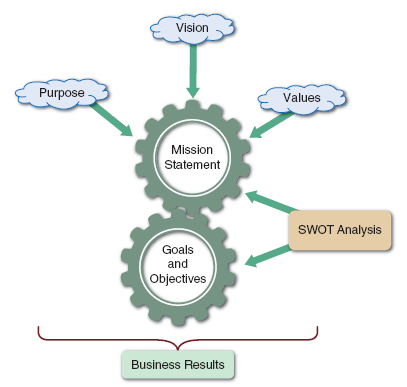 Vision
Purpose
Values
Mission
Statement
SWOT Analysis
Goals
and
Objectives
Business Results